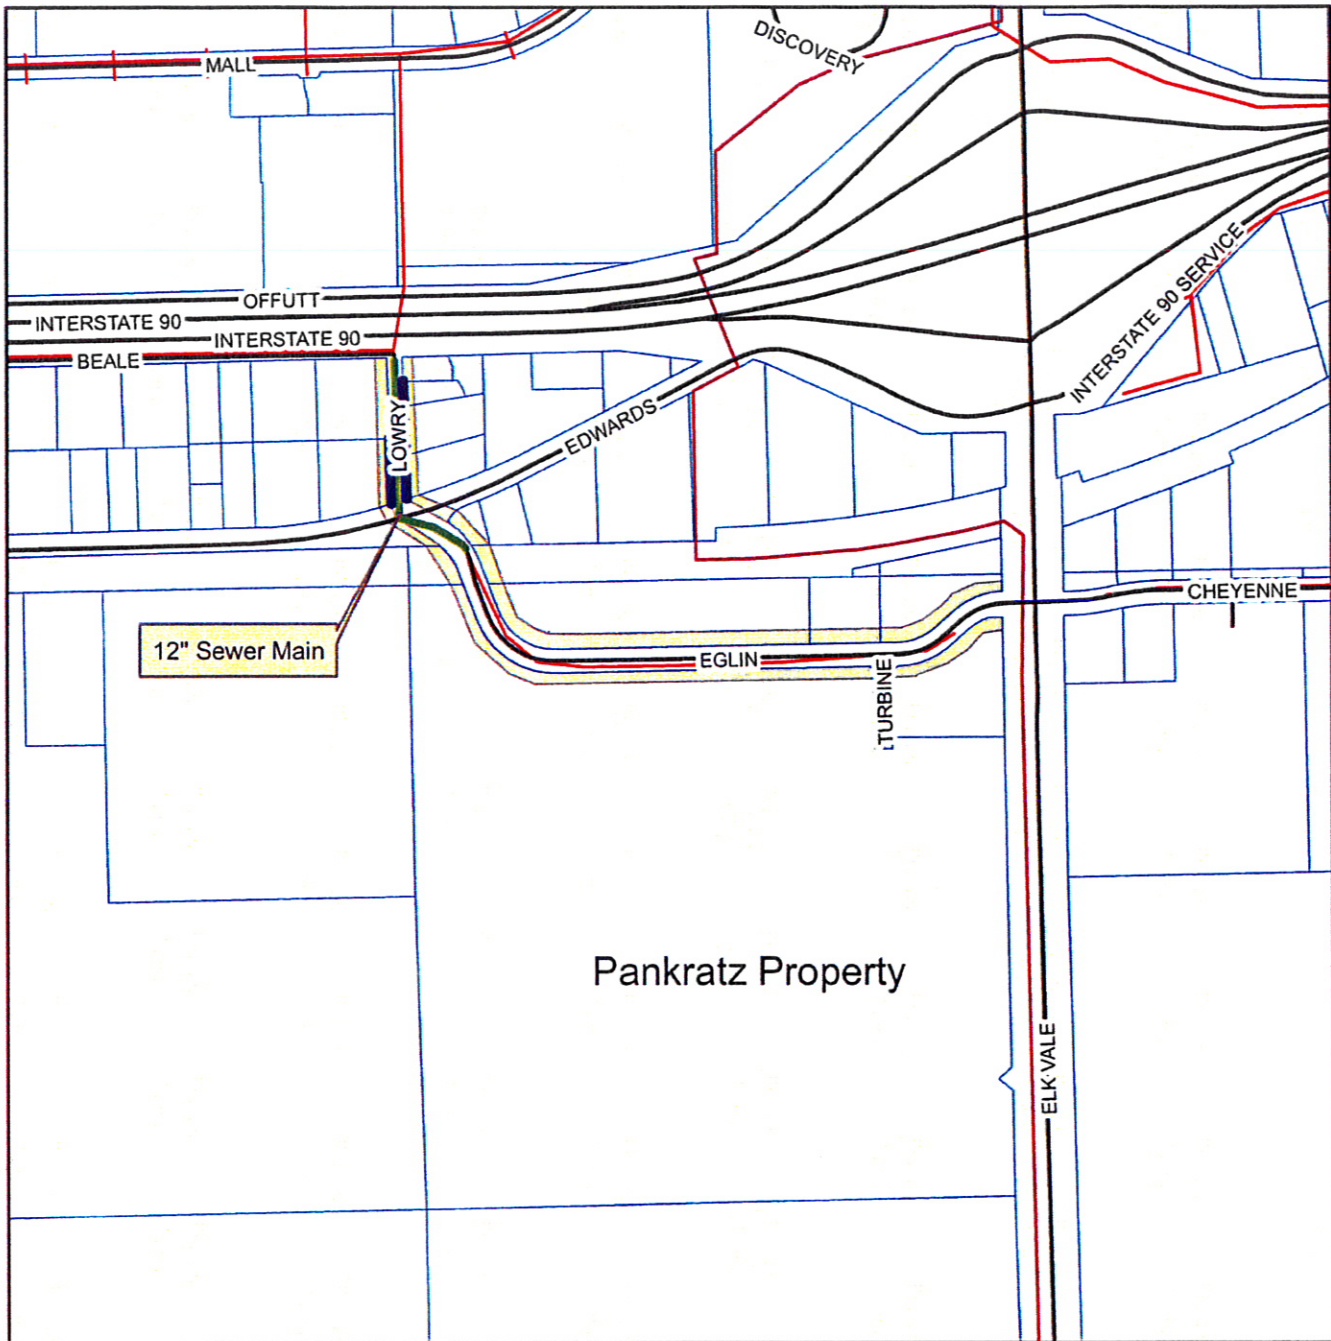 DISCOVERY
MALL
OFFUTT
INTERSTATE 90
INTERSTATE 90
BEALE
INTERSTATE 90 SERVICE
LOWRY
EDWARDS
CHEYENNE
12" Sewer Main
EGLIN
TURBINE
Pankratz Property
ELK VALE